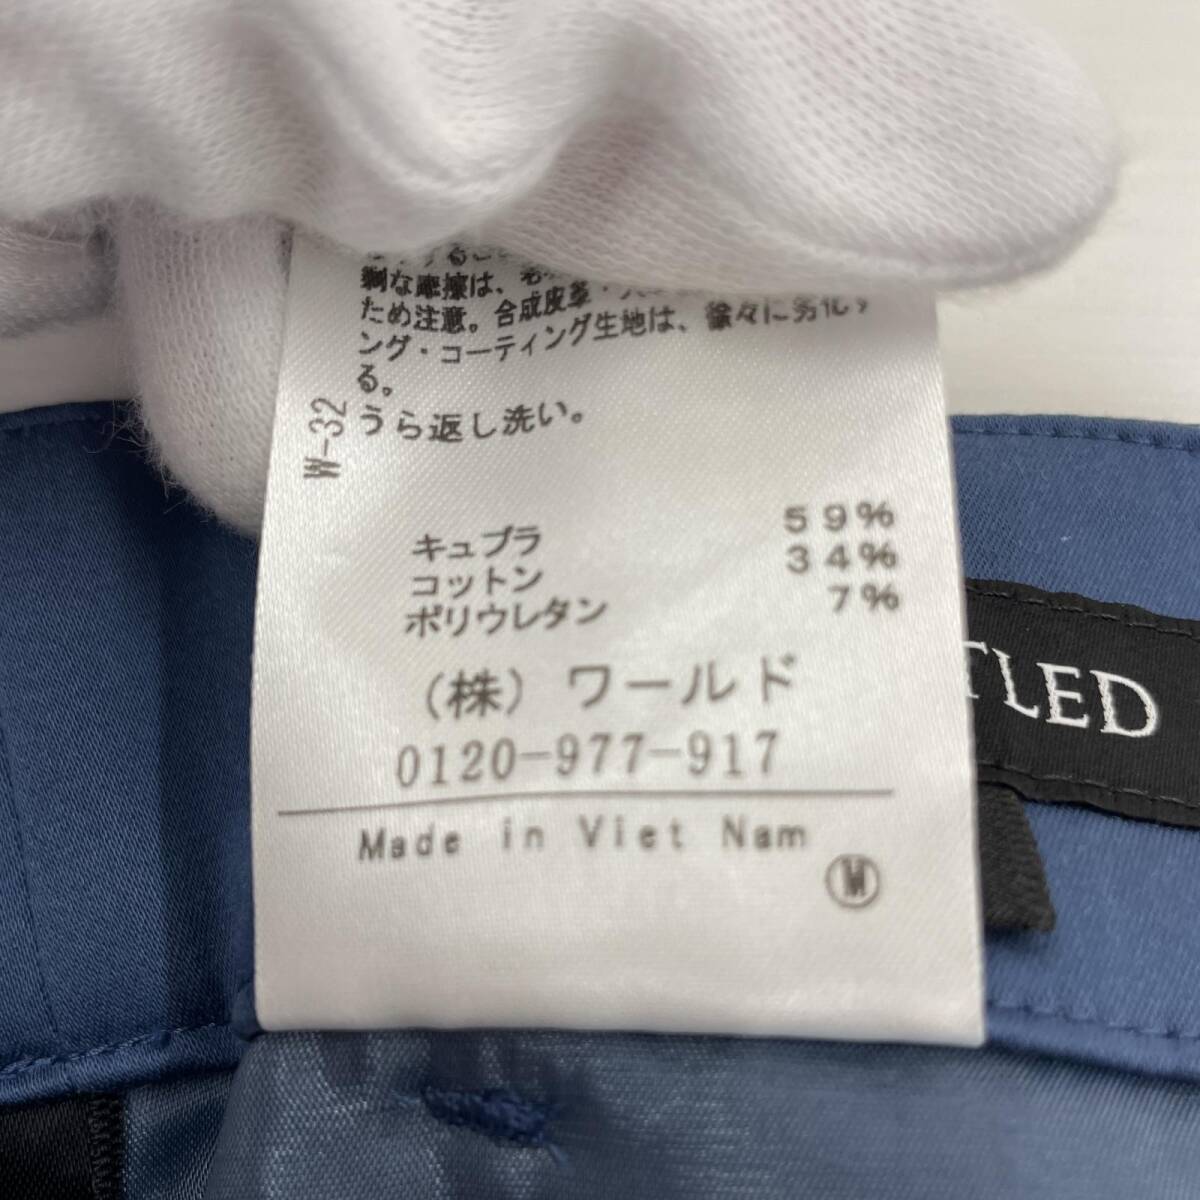 な摩擦は、
ため注意。合成皮革・
ング・コーティング生地は、徐々に劣化す
る。
うら返し洗い。
W-32
キュプラ 59%
コットン 34%
ポリウレタン 7%
(株) ワールド
0120-977-917
Made in Viet Nam
M
TLED